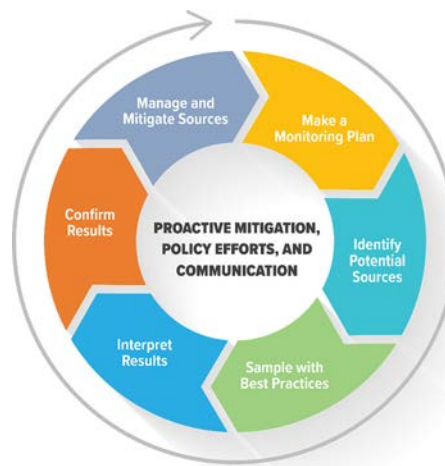 Make a
Monitoring Plan
Identify
Potential
Sources
Sample with
Best Practices
Interpret
Results
Confirm
Results
Manage and
Mitigate Sources
PROACTIVE MITIGATION,
POLICY EFFORTS, AND
COMMUNICATION